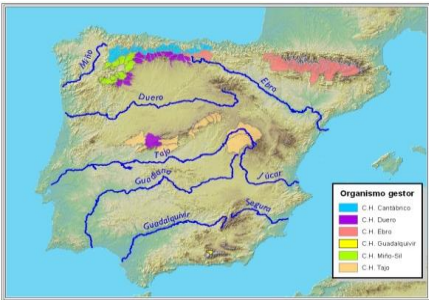 Miño
Duero
Ebro
Tajo
Guadiana
Júcar
Segura
Guadalquivir
Organismo gestor
C.H. Cantábrico
C.H. Duero
C.H. Ebro
C.H. Guadalquivir
C.H. Miño-Sil
C.H. Tajo